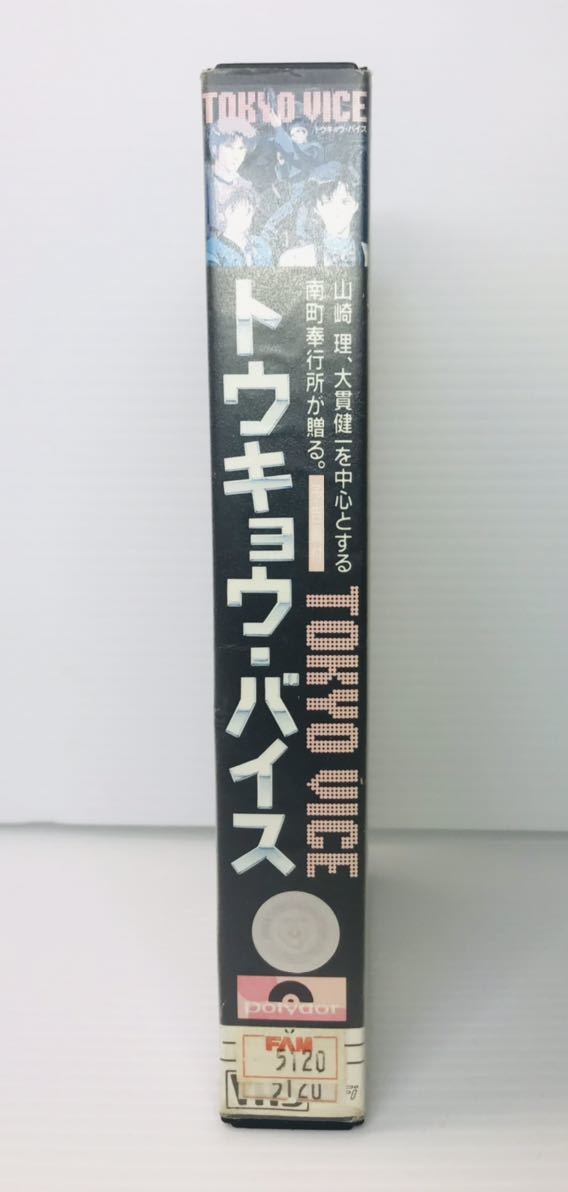 TOKYO VICE
トウキョウ・バイス
山崎 理、大貫健一を中心とする
南町奉行所が贈る。
トウキョウ・バイス
TOKYO VICE
polydor
FAM
5120
5120
VHS